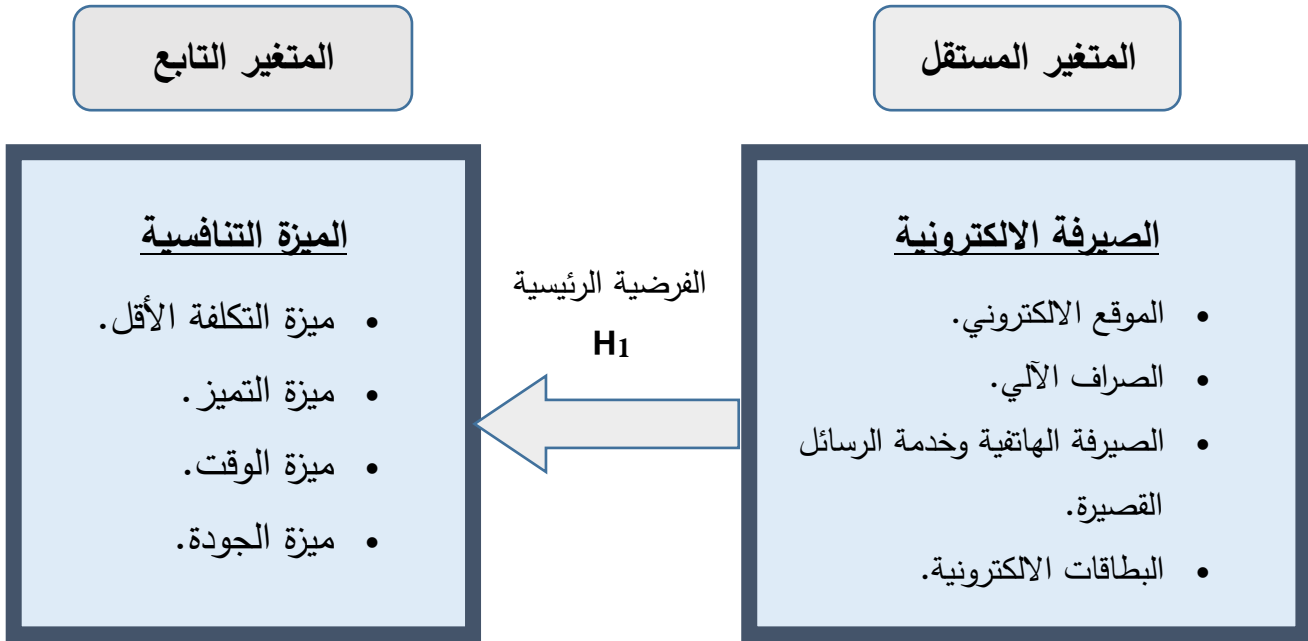 المتغير المستقل
المتغير التابع
الصيرفة الالكترونية
• الموقع الالكتروني.
• الصراف الآلي.
• الصيرفة الهاتفية وخدمة الرسائل
القصيرة.
• البطاقات الالكترونية.
الفرضية الرئيسية
H1
الميزة التنافسية
• ميزة التكلفة الأقل.
• ميزة التميز.
• ميزة الوقت.
• ميزة الجودة.